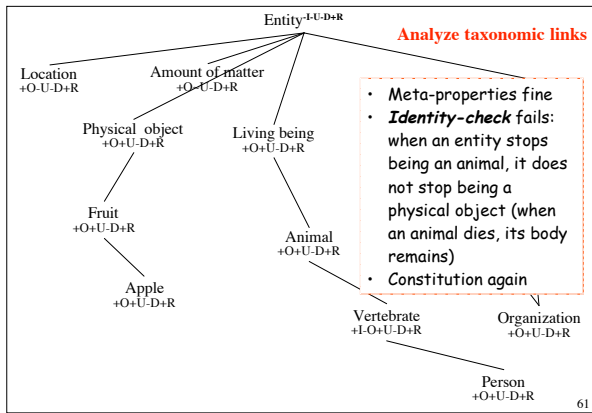 Entity-I-U-D+R
Analyze taxonomic links
Location
+O-U-D+R
Amount of matter
+O-U-D+R
Physical object
+O+U-D+R
Living being
+O+U-D+R
• Meta-properties fine
• Identity-check fails:
when an entity stops
being an animal, it does
not stop being a
physical object (when
an animal dies, its body
remains)
• Constitution again
Fruit
+O+U-D+R
Animal
+O+U-D+R
Apple
+O+U-D+R
Vertebrate
+I-O+U-D+R
Organization
+O+U-D+R
Person
+O+U-D+R
61